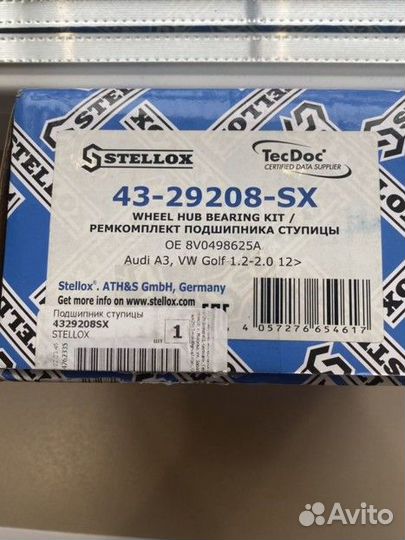 STELLOX
TecDoc
CERTIFIED DATA SUPPLIER
43-29208-SX
WHEEL HUB BEARING KIT /
РЕМКОМПЛЕКТ ПОДШИПНИКА СТУПИЦЫ
OE 8V0498625A
Audi A3, VW Golf 1.2-2.0 12>
Stellox®. ATH&S GmbH, Germany
Get more info on www.stellox.com
4 057276 654617
Подшипник ступицы
4329208SX
STELLOX
шт
1
Avito